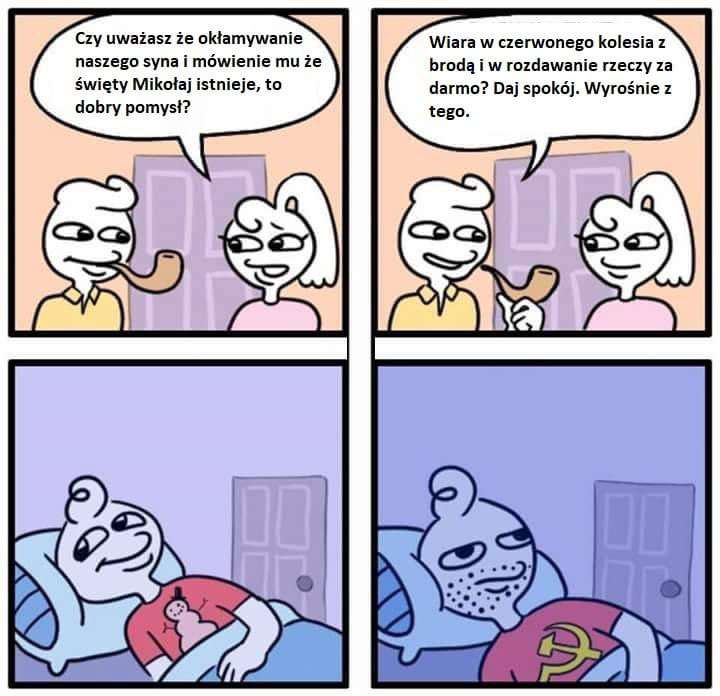 Czy uważasz że okłamywanie
naszego syna i mówienie mu że
święty Mikołaj istnieje, to
dobry pomysł?
Wiara w czerwonego kolesia z
brodą i w rozdawanie rzeczy za
darmo? Daj spokój. Wyrośnie z
tego.